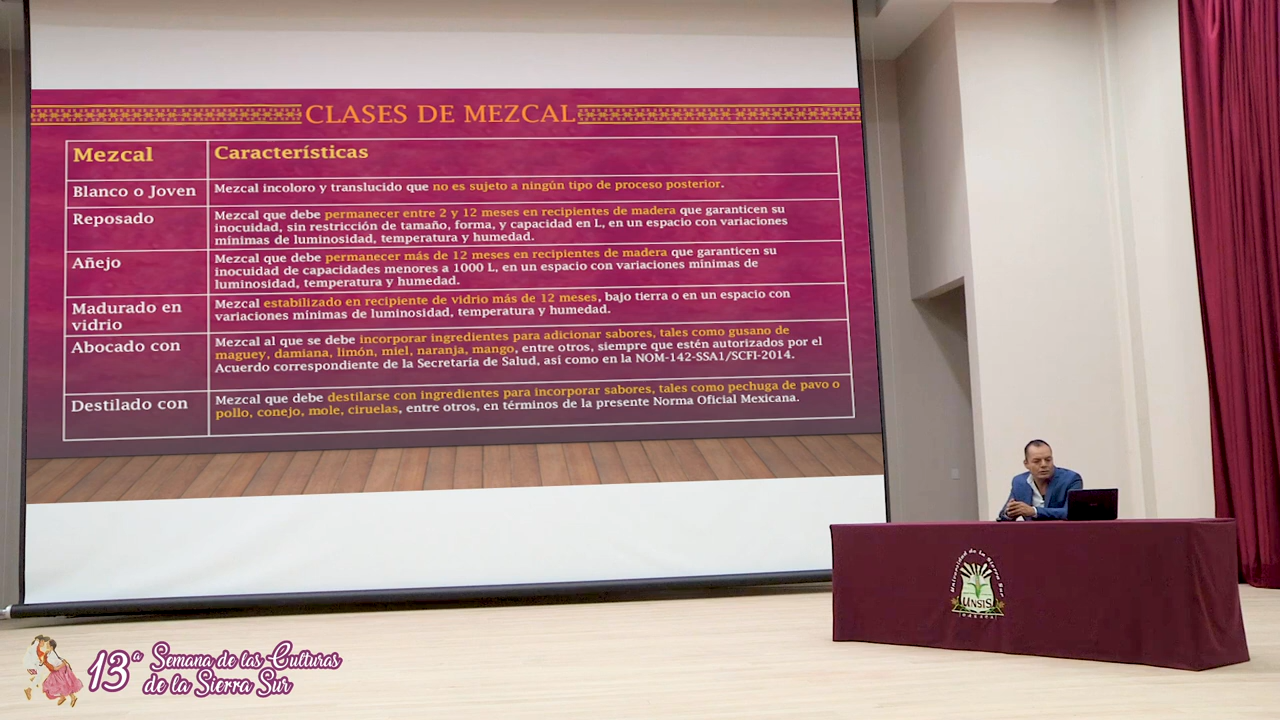 CLASES DE MEZCAL
Mezcal
Características
Blanco o Joven
Mezcal incoloro y translucido que no es sujeto a ningún tipo de proceso posterior.
Reposado
Mezcal que debe permanecer entre 2 y 12 meses en recipientes de madera que garanticen su
inocuidad, sin restricción de tamaño, forma, y capacidad en L, en un espacio con variaciones
mínimas de luminosidad, temperatura y humedad.
Añejo
Mezcal que debe permanecer más de 12 meses en recipientes de madera que garanticen su
inocuidad de capacidades menores a 1000 L, en un espacio con variaciones mínimas de
luminosidad, temperatura y humedad.
Madurado en
vidrio
Mezcal estabilizado en recipiente de vidrio más de 12 meses, bajo tierra o en un espacio con
variaciones mínimas de luminosidad, temperatura y humedad.
Abocado con
Mezcal al que se debe incorporar ingredientes para adicionar sabores, tales como gusano de
maguey, damiana, limón, miel, naranja, mango, entre otros, siempre que estén autorizados por el
Acuerdo correspondiente de la Secretaría de Salud, así como en la NOM-142-SSA1/SCFI-2014.
Destilado con
Mezcal que debe destilarse con ingredientes para incorporar sabores, tales como pechuga de pavo o
pollo, conejo, mole, ciruelas, entre otros, en términos de la presente Norma Oficial Mexicana.
Universidad de la Sierra Sur
UNSIS
OAXACA
13ª Semana de las Culturas
de la Sierra Sur